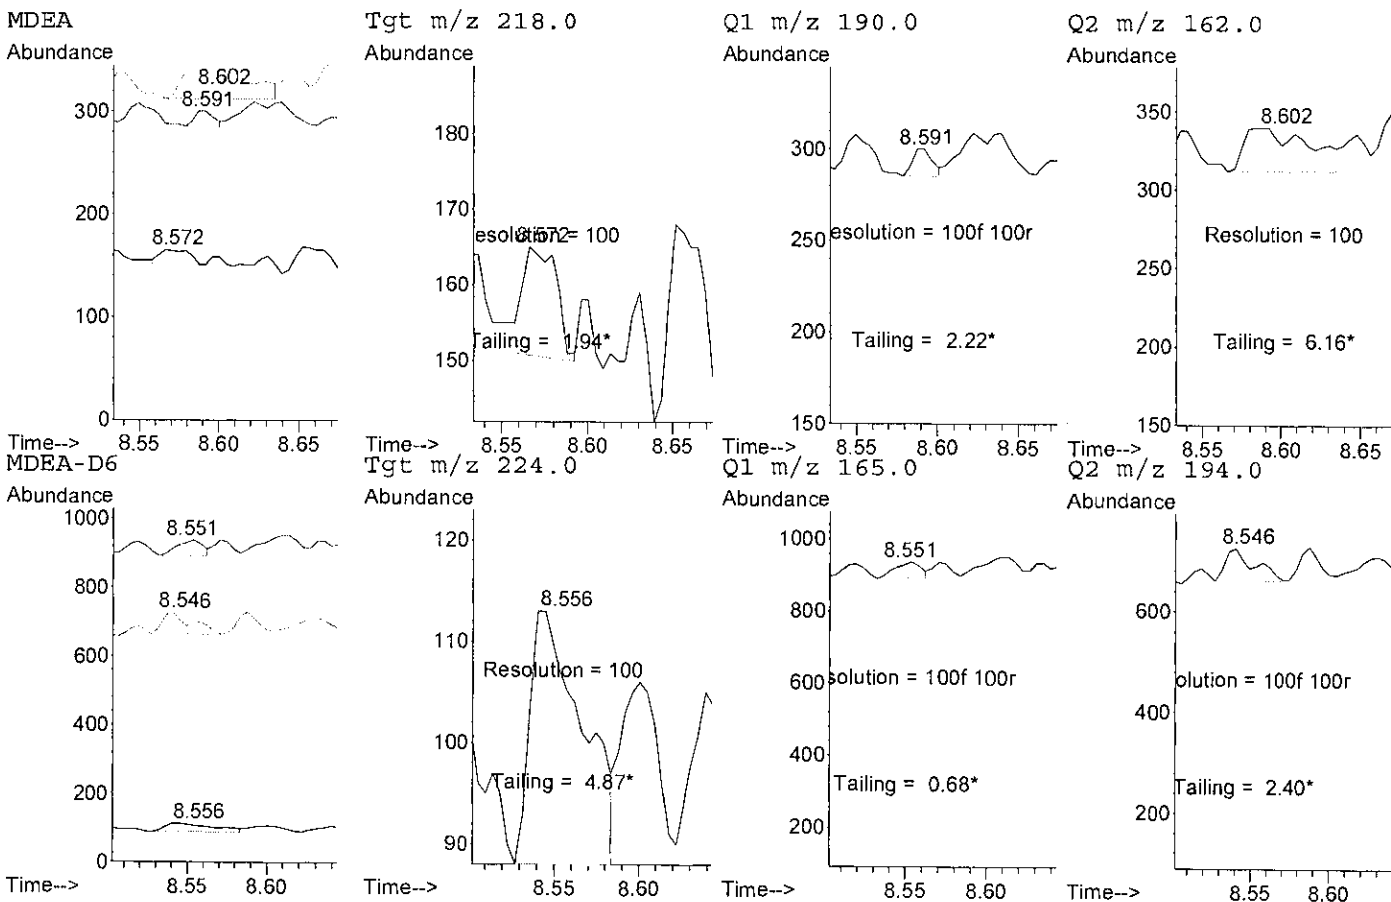 MDEA
Abundance
8.602
8.591
300
200
8.572
100
0
Time-->
8.55 8.60 8.65
Tgt m/z 218.0
Abundance
180
170
esolution = 100
8.572
160
Tailing = 1.94*
150
Time-->
8.55 8.60 8.65
Q1 m/z 190.0
Abundance
300
8.591
esolution = 100f 100r
250
200
Tailing = 2.22*
150
Time-->
8.55 8.60
Q2 m/z 162.0
Abundance
350
8.602
300
Resolution = 100
250
200
Tailing = 6.16*
150
Time-->
8.55 8.60 8.65
MDEA-D6
Abundance
1000
8.551
800
8.546
600
400
200
8.556
0
Time-->
8.55 8.60
Tgt m/z 224.0
Abundance
120
8.556
110
Resolution = 100
100
Tailing = 4.87*
90
Time-->
8.55 8.60
Q1 m/z 165.0
Abundance
1000
8.551
800
solution = 100f 100r
600
400
Tailing = 0.68*
200
Time-->
8.55 8.60
Q2 m/z 194.0
Abundance
8.546
600
olution = 100f 100r
400
Tailing = 2.40*
200
Time-->
8.55 8.60